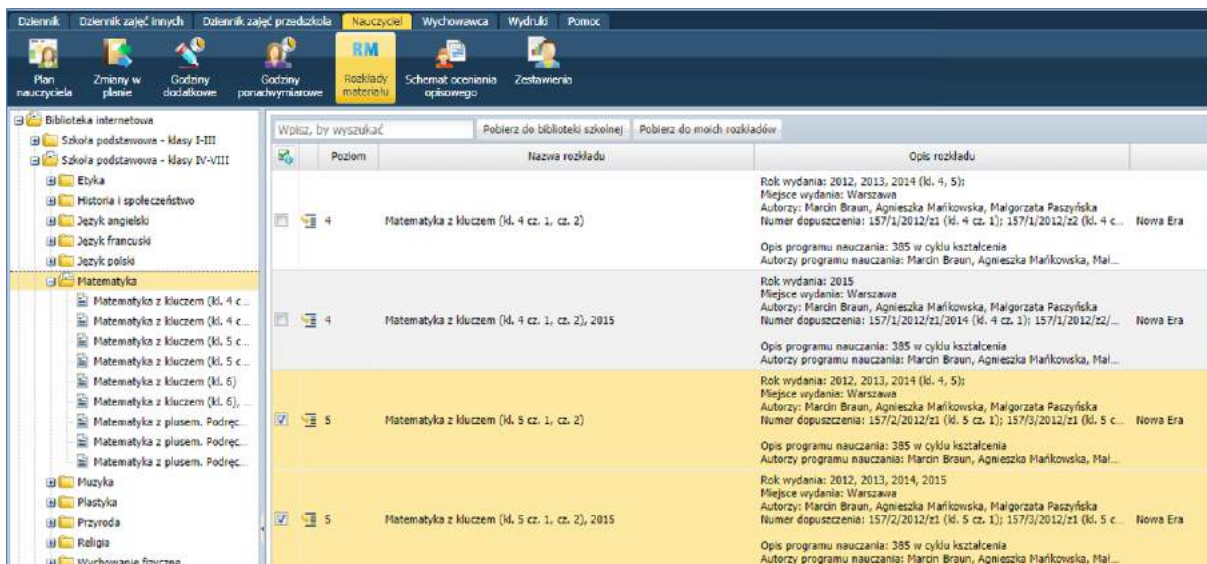 Dziennik Dziennik zajęć innych Dziennik zajęć przedszkola Nauczyciel Wychowawca Wydruki Pomoc
RM
Plan nauczyciela
Zmiany w planie
Godziny dodatkowe
Godziny ponadwymiarowe
Rozkłady materiału
Schemat oceniania opisowego
Zestawienia
Biblioteka internetowa
Szkoła podstawowa - klasy I-III
Szkoła podstawowa - klasy IV-VIII
Etyka
Historia i społeczeństwo
Język angielski
Język francuski
Język polski
Matematyka
Matematyka z kluczem (kl. 4 c...
Matematyka z kluczem (kl. 4 c...
Matematyka z kluczem (kl. 5 c...
Matematyka z kluczem (kl. 5 c...
Matematyka z kluczem (kl. 6)
Matematyka z kluczem (kl. 6), ...
Matematyka z plusem. Podręc...
Matematyka z plusem. Podręc...
Matematyka z plusem. Podręc...
Muzyka
Plastyka
Przyroda
Religia
Wychowanie fizyczne
Wpisz, by wyszukać Pobierz do biblioteki szkolnej Pobierz do moich rozkładów
Poziom Nazwa rozkładu Opis rozkładu
4 Matematyka z kluczem (kl. 4 cz. 1, cz. 2)
Rok wydania: 2012, 2013, 2014 (kl. 4, 5);
Miejsce wydania: Warszawa
Autorzy: Marcin Braun, Agnieszka Mańkowska, Małgorzata Paszyńska
Numer dopuszczenia: 157/1/2012/z1 (kl. 4 cz. 1); 157/1/2012/z2 (kl. 4 c... Nowa Era
Opis programu nauczania: 385 w cyklu kształcenia
Autorzy programu nauczania: Marcin Braun, Agnieszka Mańkowska, Mał...
4 Matematyka z kluczem (kl. 4 cz. 1, cz. 2), 2015
Rok wydania: 2015
Miejsce wydania: Warszawa
Autorzy: Marcin Braun, Agnieszka Mańkowska, Małgorzata Paszyńska
Numer dopuszczenia: 157/1/2012/z1/2014 (kl. 4 cz. 1); 157/1/2012/z2/... Nowa Era
Opis programu nauczania: 385 w cyklu kształcenia
Autorzy programu nauczania: Marcin Braun, Agnieszka Mańkowska, Mał...
5 Matematyka z kluczem (kl. 5 cz. 1, cz. 2)
Rok wydania: 2012, 2013, 2014 (kl. 4, 5);
Miejsce wydania: Warszawa
Autorzy: Marcin Braun, Agnieszka Mańkowska, Małgorzata Paszyńska
Numer dopuszczenia: 157/2/2012/z1 (kl. 5 cz. 1); 157/3/2012/z1 (kl. 5 c... Nowa Era
Opis programu nauczania: 385 w cyklu kształcenia
Autorzy programu nauczania: Marcin Braun, Agnieszka Mańkowska, Mał...
5 Matematyka z kluczem (kl. 5 cz. 1, cz. 2), 2015
Rok wydania: 2012, 2013, 2014, 2015
Miejsce wydania: Warszawa
Autorzy: Marcin Braun, Agnieszka Mańkowska, Małgorzata Paszyńska
Numer dopuszczenia: 157/2/2012/z1 (kl. 5 cz. 1); 157/3/2012/z1 (kl. 5 c... Nowa Era
Opis programu nauczania: 385 w cyklu kształcenia
Autorzy programu nauczania: Marcin Braun, Agnieszka Mańkowska, Mał...